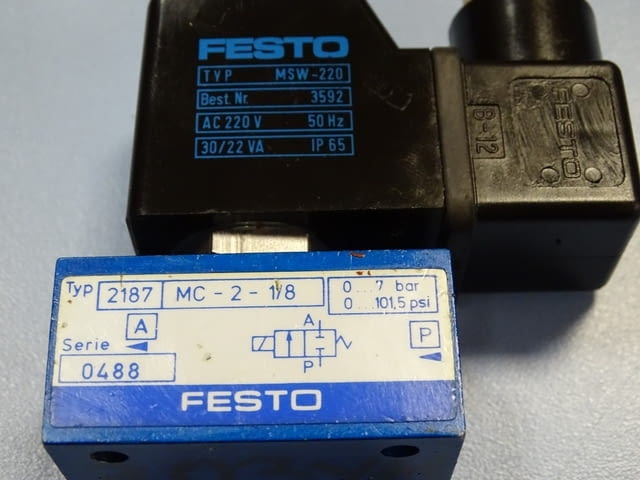 FESTO
TYP MSW-220
Best. Nr. 3592
AC 220 V 50 Hz
30/22 VA IP 65
FESTO
B-12
Typ 2187 MC - 2 - 1/8
0...7 bar
0...101,5 psi
A
P
Serie
0488
A
P
FESTO